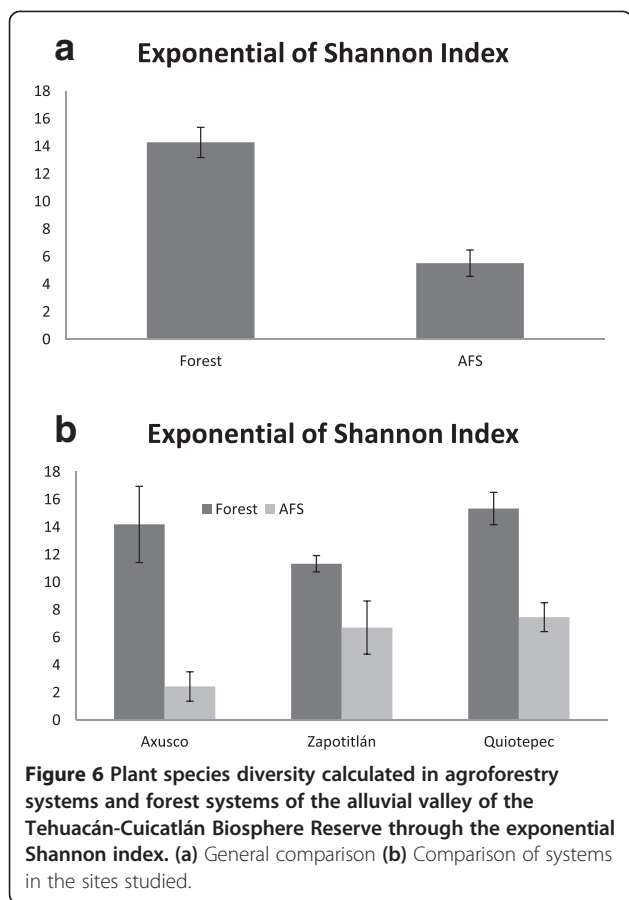 a
Exponential of Shannon Index
18
16
14
12
10
8
6
4
2
0
Forest
AFS
b
Exponential of Shannon Index
18
16
14
12
10
8
6
4
2
0
Forest AFS
Axusco
Zapotitlán
Quiotepec
Figure 6 Plant species diversity calculated in agroforestry
systems and forest systems of the alluvial valley of the
Tehuacán-Cuicatlán Biosphere Reserve through the exponential
Shannon index. (a) General comparison (b) Comparison of systems
in the sites studied.